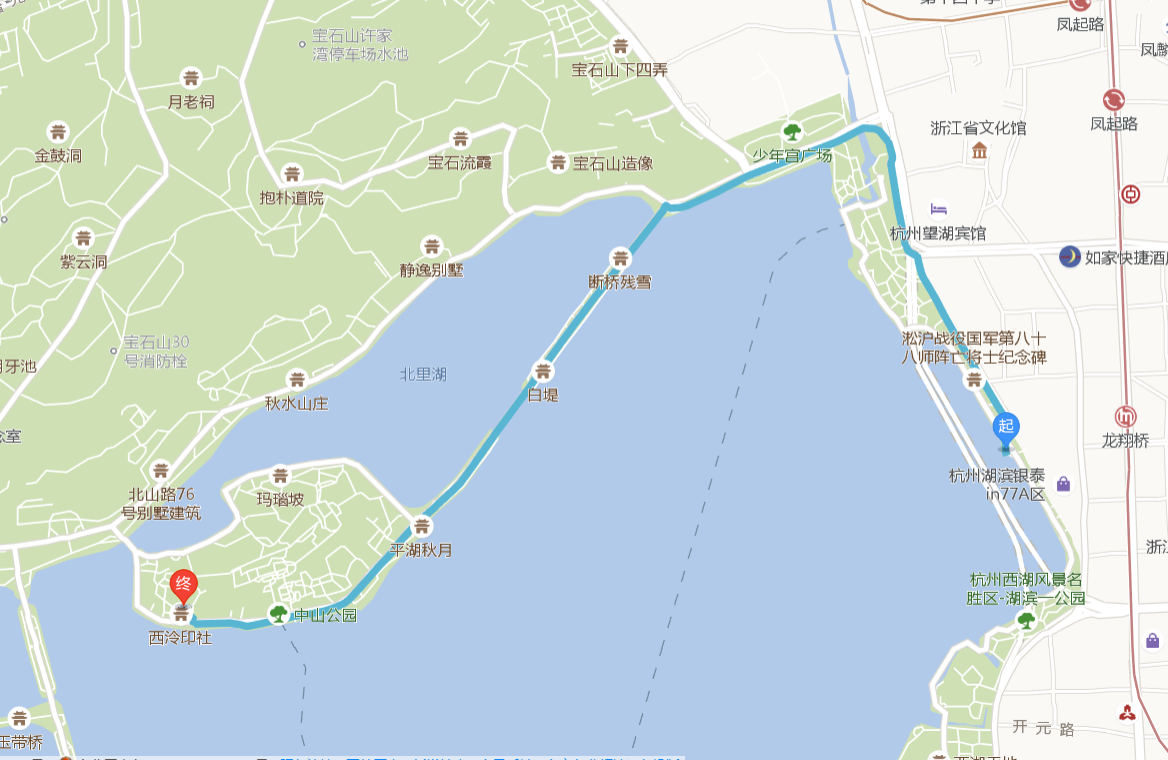 凤起路
宝石山许家
湾停车场水池
宝石山下四弄
月老祠
浙江省文化馆
凤起路
金鼓洞
宝石流霞
宝石山造像
少年宫广场
抱朴道院
杭州望湖宾馆
紫云洞
静逸别墅
如家快捷酒店
断桥残雪
宝石山30
号消防栓
淞沪战役国军第八十
八师阵亡将士纪念碑
北里湖
白堤
秋水山庄
起
龙翔桥
杭州湖滨银泰
in77A区
北山路76
号别墅建筑
玛瑙坡
平湖秋月
浙江
终
杭州西湖风景名
胜区-湖滨一公园
中山公园
西泠印社
开元路
玉带桥